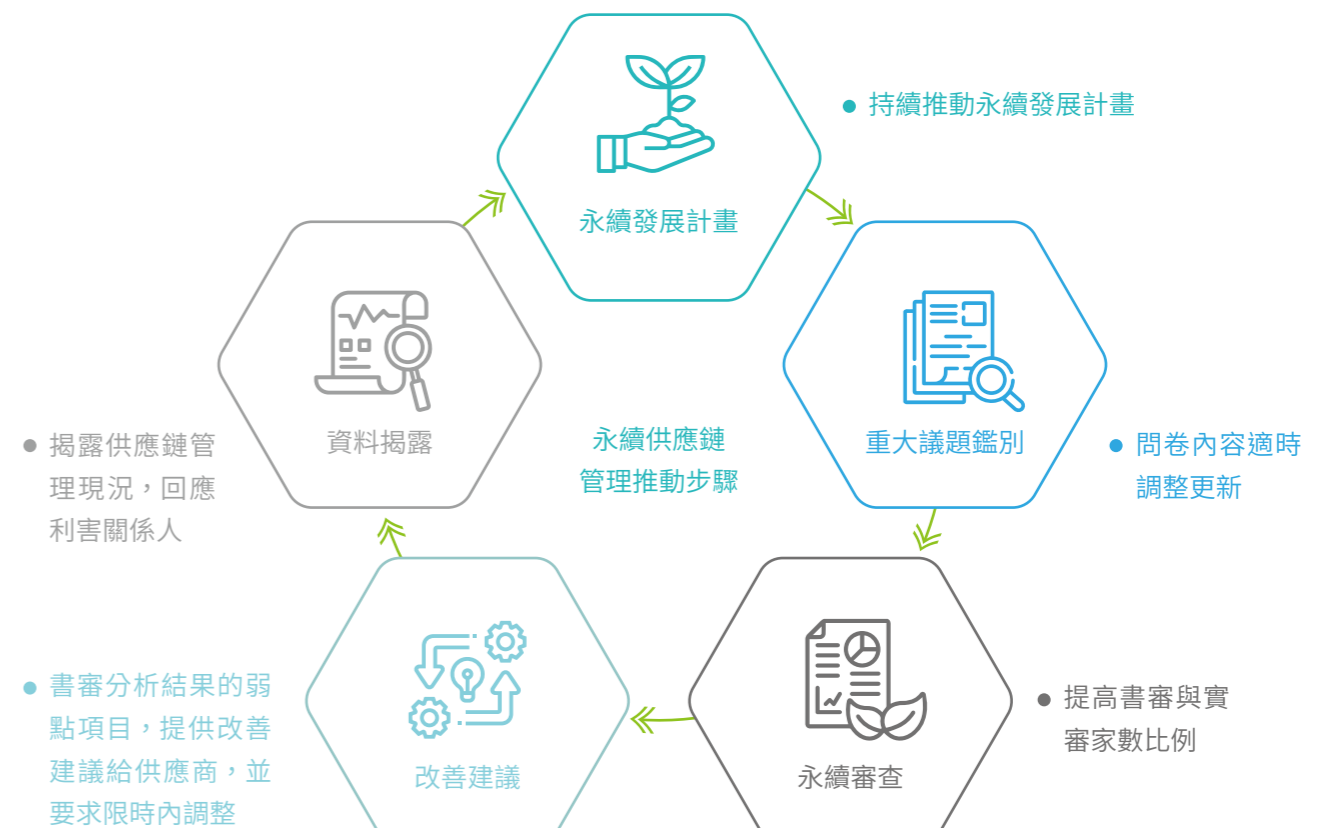 持續推動永續發展計畫
永續發展計畫
永續供應鏈
管理推動步驟
重大議題鑑別
問卷內容適時
調整更新
永續審查
提高書審與實
審家數比例
改善建議
書審分析結果的弱
點項目，提供改善
建議給供應商，並
要求限時內調整
資料揭露
揭露供應鏈管
理現況，回應
利害關係人